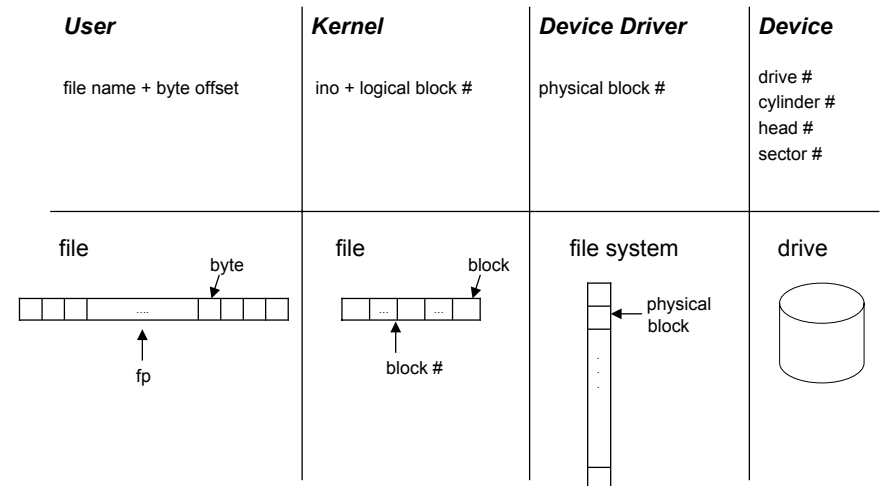 User
Kernel
Device Driver
Device
file name + byte offset
ino + logical block #
physical block #
drive #
cylinder #
head #
sector #
file
file
file system
drive
byte
block
....
...
...
physical
block
fp
block #
.
.
.